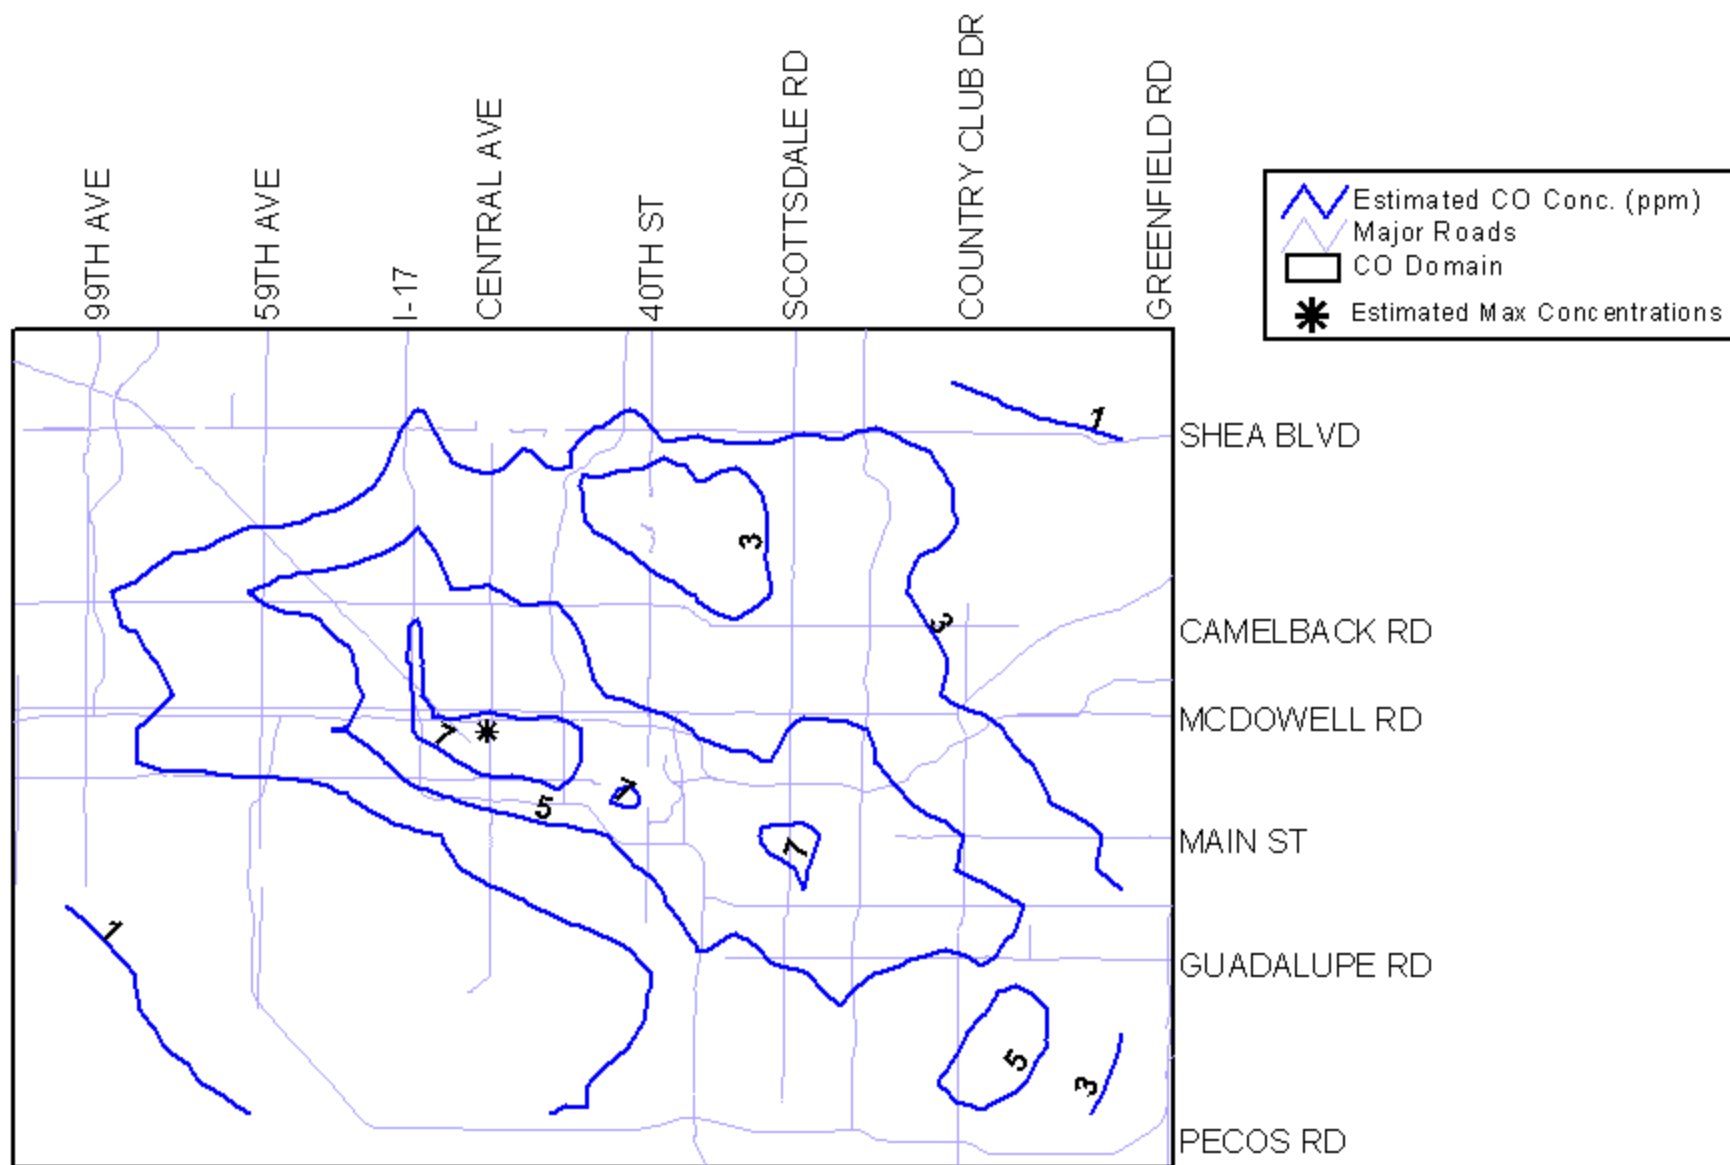 99TH AVE
59TH AVE
I-17
CENTRAL AVE
40TH ST
SCOTTSDALE RD
COUNTRY CLUB DR
GREENFIELD RD
Estimated CO Conc. (ppm)
Major Roads
CO Domain
Estimated Max Concentrations
1
SHEA BLVD
3
3
CAMELBACK RD
MCDOWELL RD
7
7
5
7
MAIN ST
1
GUADALUPE RD
5
3
PECOS RD